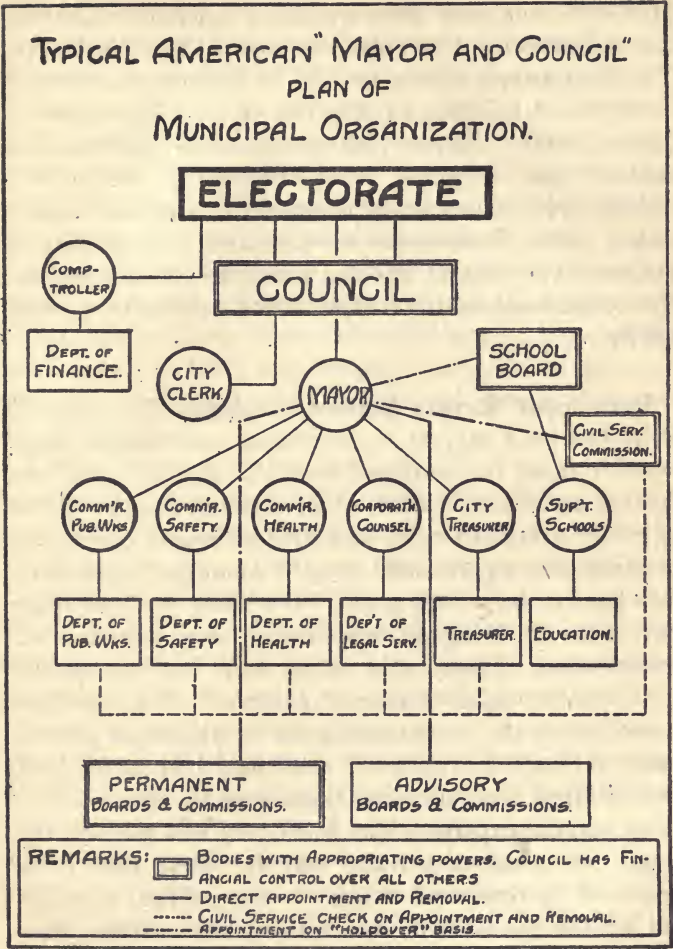 TYPICAL AMERICAN "MAYOR AND COUNCIL"
PLAN OF
MUNICIPAL ORGANIZATION.
ELECTORATE
COMP-
TROLLER
COUNCIL
DEPT. OF
FINANCE.
CITY
CLERK.
MAYOR
SCHOOL
BOARD
CIVIL SERV.
COMMISSION.
COMM'R.
PUB. WKS
COMM'R.
SAFETY.
COMM'R.
HEALTH
CORPORAT'N.
COUNSEL
CITY
TREASURER
SUP'T.
SCHOOLS
DEPT. OF
PUB. WKS.
DEPT. OF
SAFETY
DEPT. OF
HEALTH
DEP'T OF
LEGAL SERV.
TREASURER.
EDUCATION.
PERMANENT
BOARDS & COMMISSIONS.
ADVISORY
BOARDS & COMMISSIONS.
REMARKS: BODIES WITH APPROPRIATING POWERS. COUNCIL HAS FIN-
ANCIAL CONTROL OVER ALL OTHERS
DIRECT APPOINTMENT AND REMOVAL.
CIVIL SERVICE CHECK ON APPOINTMENT AND REMOVAL.
APPOINTMENT ON "HOLDOVER" BASIS.